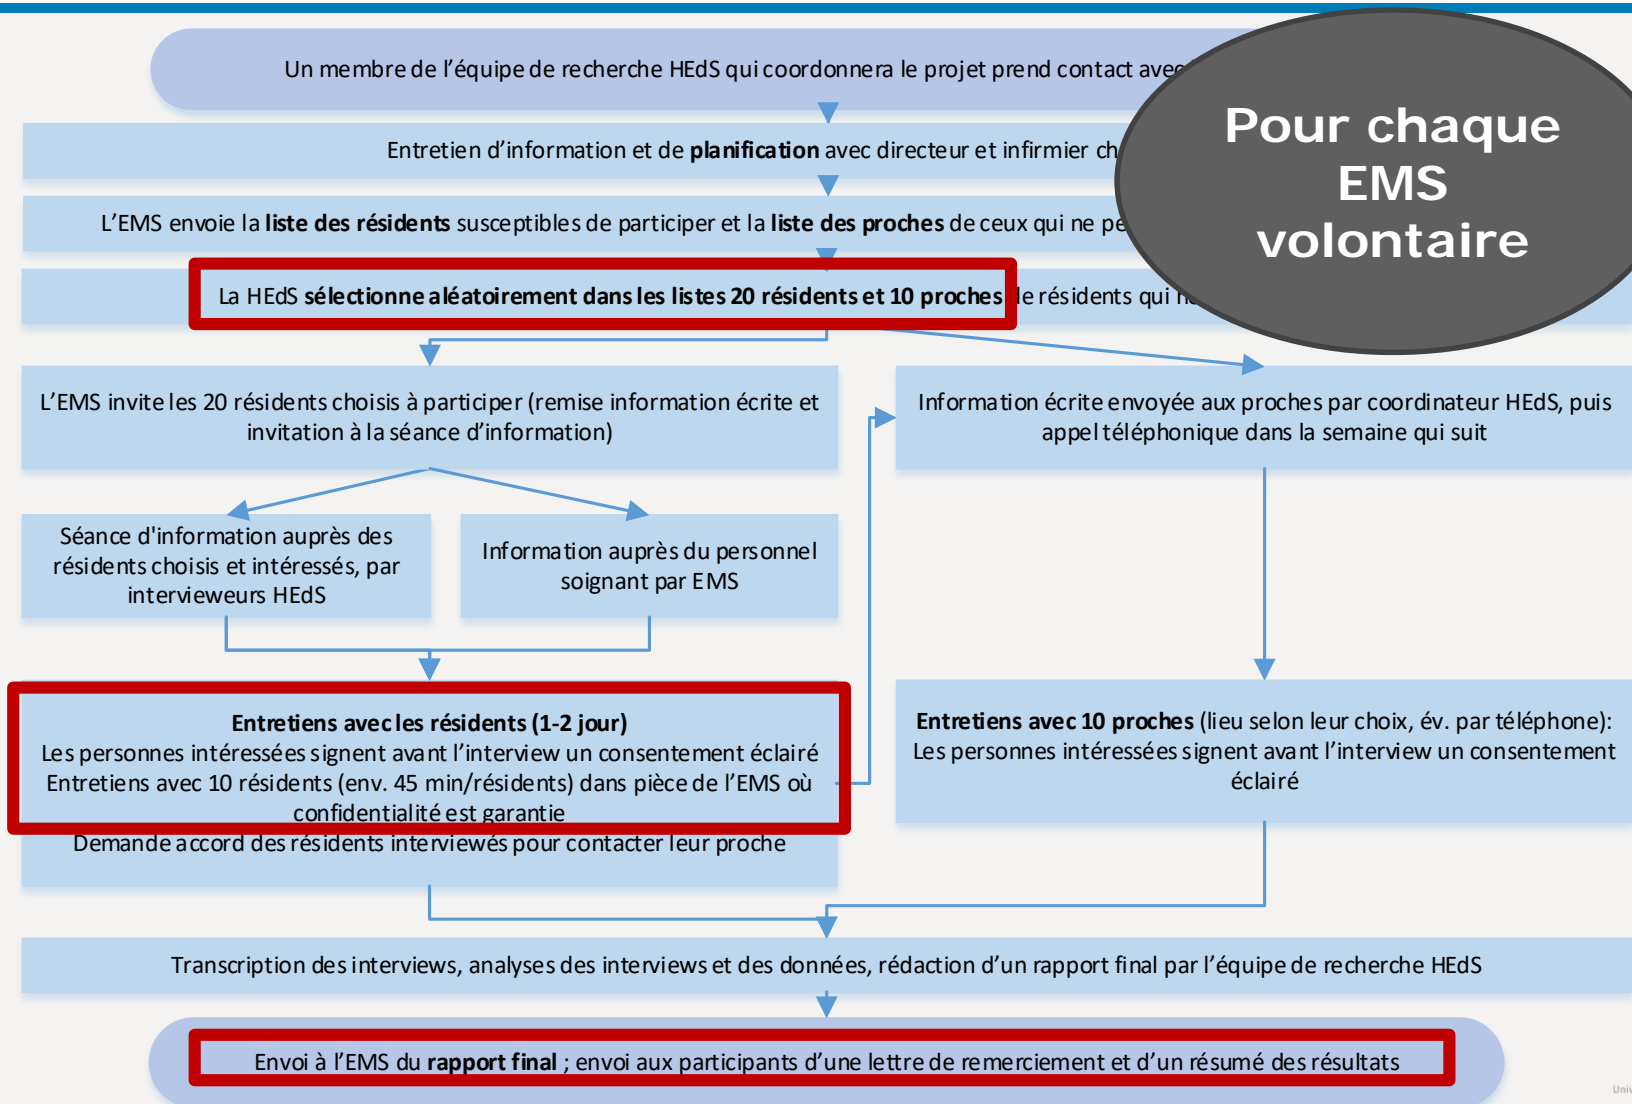 Un membre de l’équipe de recherche HEdS qui coordonnera le projet prend contact avec
Pour chaque
EMS
volontaire
Entretien d’information et de planification avec directeur et infirmier
L’EMS envoie la liste des résidents susceptibles de participer et la liste des proches de ceux qui ne
La HEdS sélectionne aléatoirement dans les listes 20 résidents et 10 proches de résidents qui
L’EMS invite les 20 résidents choisis à participer (remise information écrite et
invitation à la séance d’information)
Information écrite envoyée aux proches par coordinateur HEdS, puis
appel téléphonique dans la semaine qui suit
Séance d'information auprès des
résidents choisis et intéressés, par
intervieweurs HEdS
Information auprès du personnel
soignant par EMS
Entretiens avec les résidents (1-2 jour)
Les personnes intéressées signent avant l’interview un consentement éclairé
Entretiens avec 10 résidents (env. 45 min/résidents) dans pièce de l’EMS où
confidentialité est garantie
Demande accord des résidents interviewés pour contacter leur proche
Entretiens avec 10 proches (lieu selon leur choix, év. par téléphone):
Les personnes intéressées signent avant l’interview un consentement
éclairé
Transcription des interviews, analyses des interviews et des données, rédaction d’un rapport final par l’équipe de recherche HEdS
Envoi à l’EMS du rapport final ; envoi aux participants d’une lettre de remerciement et d’un résumé des résultats